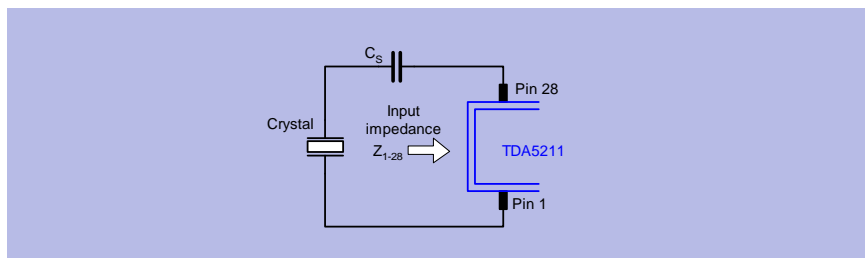 C_S
Pin 28
Input
impedance
Crystal
Z_1-28
TDA5211
Pin 1